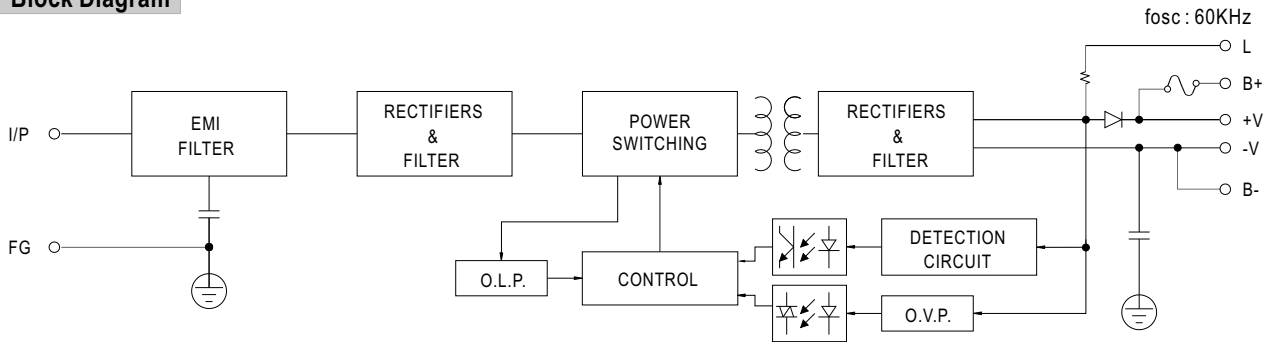 Block Diagram
fosc : 60KHz
L
B+
+V
-V
B-
I/P
FG
EMI
FILTER
RECTIFIERS
&
FILTER
POWER
SWITCHING
RECTIFIERS
&
FILTER
DETECTION
CIRCUIT
O.L.P.
CONTROL
O.V.P.